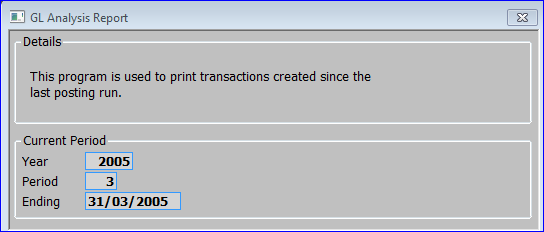 GL Analysis Report
Details
This program is used to print transactions created since the
last posting run.
Current Period
Year 2005
Period 3
Ending 31/03/2005